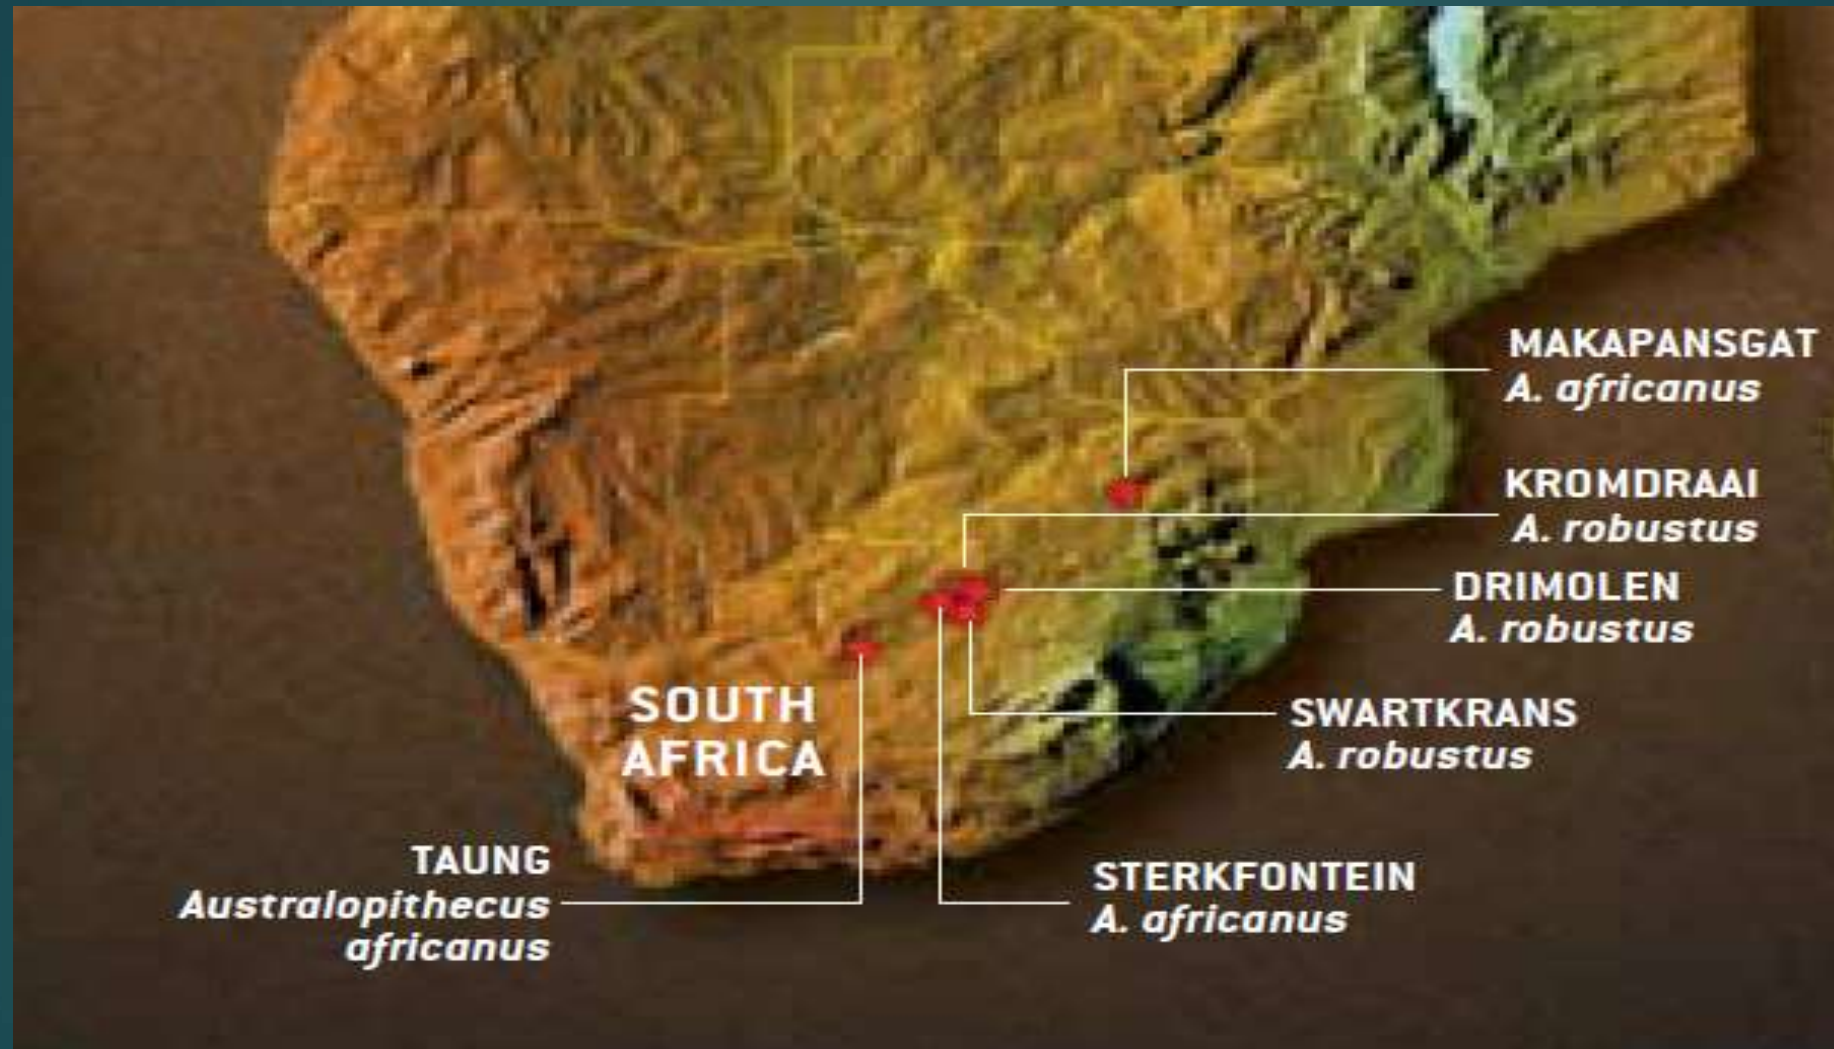 MAKAPANSGAT
A. africanus
KROMDRAAI
A. robustus
DRIMOLEN
A. robustus
SOUTH
AFRICA
SWARTKRANS
A. robustus
TAUNG
Australopithecus
africanus
STERKFONTEIN
A. africanus